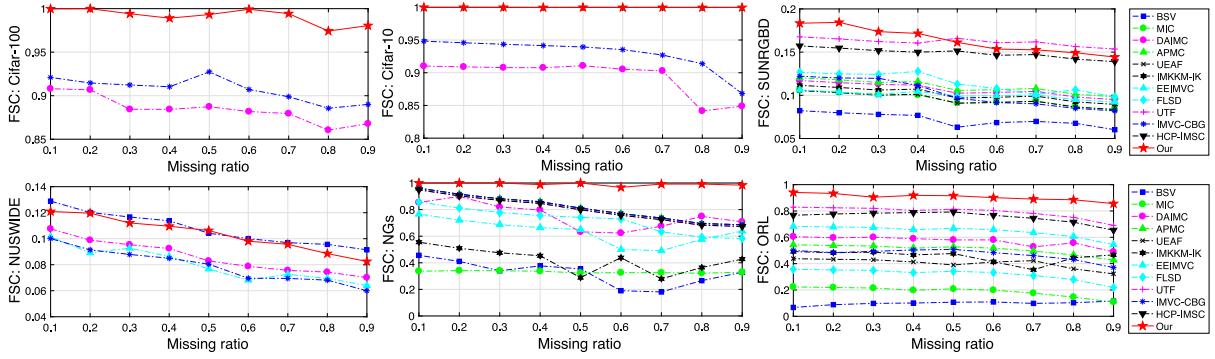 FSC: Cifar-100
1
0.95
0.9
0.85
0.1 0.2 0.3 0.4 0.5 0.6 0.7 0.8 0.9
Missing ratio
FSC: Cifar-10
1
0.95
0.9
0.85
0.8
0.1 0.2 0.3 0.4 0.5 0.6 0.7 0.8 0.9
Missing ratio
FSC: SUNRGBD
0.2
0.15
0.1
0.05
0.1 0.2 0.3 0.4 0.5 0.6 0.7 0.8 0.9
Missing ratio
BSV
MIC
DAIMC
APMC
UEAF
IMKKM-IK
EEIMVC
FLSD
UTF
IMVC-CBG
HCP-IMSC
Our
FSC: NUSWIDE
0.14
0.12
0.1
0.08
0.06
0.04
0.1 0.2 0.3 0.4 0.5 0.6 0.7 0.8 0.9
Missing ratio
FSC: NGs
1
0.8
0.6
0.4
0.2
0
0.1 0.2 0.3 0.4 0.5 0.6 0.7 0.8 0.9
Missing ratio
FSC: ORL
1
0.8
0.6
0.4
0.2
0
0.1 0.2 0.3 0.4 0.5 0.6 0.7 0.8 0.9
Missing ratio
BSV
MIC
DAIMC
APMC
UEAF
IMKKM-IK
EEIMVC
FLSD
UTF
IMVC-CBG
HCP-IMSC
Our